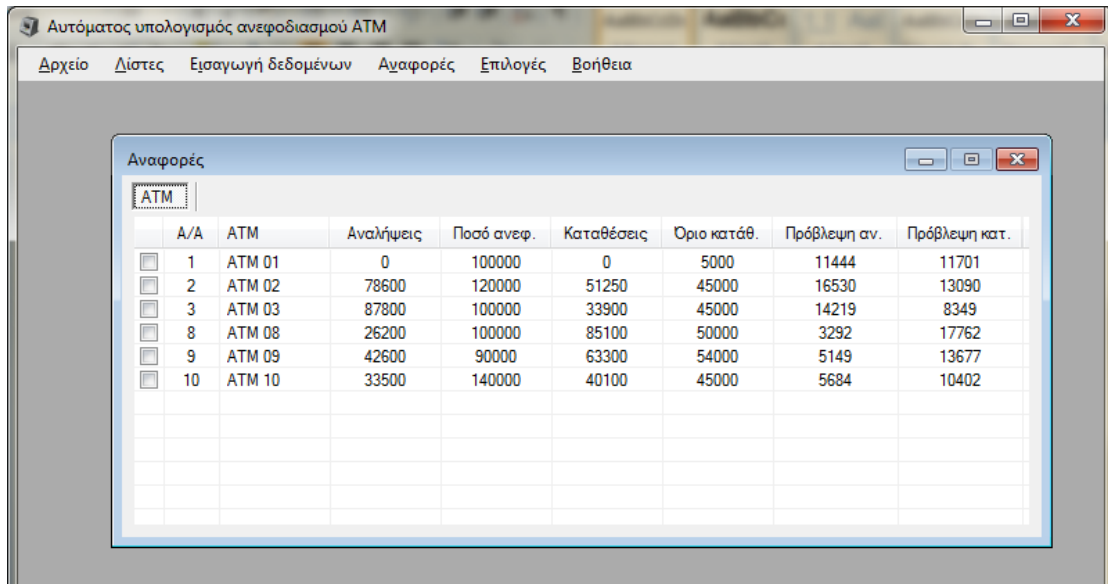 Αυτόματος υπολογισμός ανεφοδιασμού ATM
Αρχείο Λίστες Εισαγωγή δεδομένων Αναφορές Επιλογές Βοήθεια
Αναφορές
ATM
Α/Α ATM Αναλήψεις Ποσό ανεφ. Καταθέσεις Όριο κατάθ. Πρόβλεψη αν. Πρόβλεψη κατ.
1 ATM 01 0 100000 0 5000 11444 11701
2 ATM 02 78600 120000 51250 45000 16530 13090
3 ATM 03 87800 100000 33900 45000 14219 8349
8 ATM 08 26200 100000 85100 50000 3292 17762
9 ATM 09 42600 90000 63300 54000 5149 13677
10 ATM 10 33500 140000 40100 45000 5684 10402